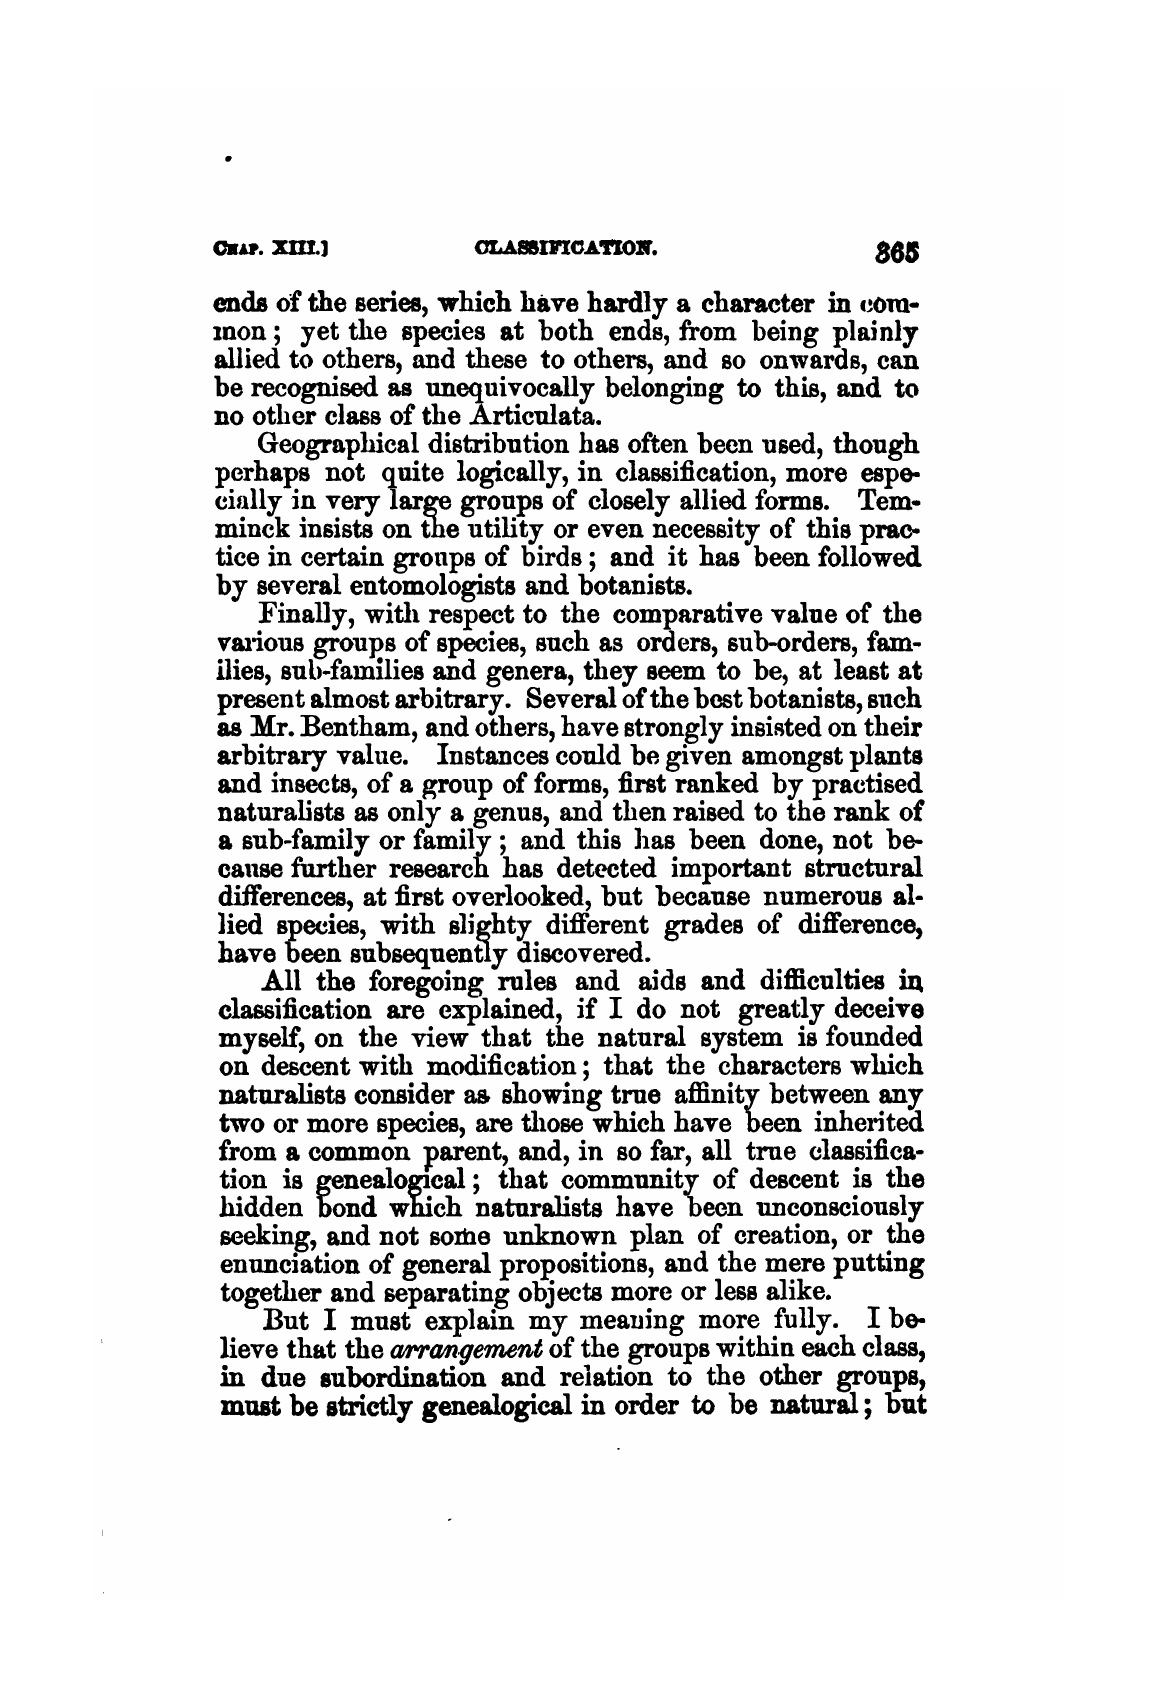 CHAP. XIII.] CLASSIFICATION. 365
ends of the series, which have hardly a character in com-
mon; yet the species at both ends, from being plainly
allied to others, and these to others, and so onwards, can
be recognised as unequivocally belonging to this, and to
no other class of the Articulata.
Geographical distribution has often been used, though
perhaps not quite logically, in classification, more espe-
cially in very large groups of closely allied forms. Tem-
minck insists on the utility or even necessity of this prac-
tice in certain groups of birds; and it has been followed
by several entomologists and botanists.
Finally, with respect to the comparative value of the
various groups of species, such as orders, sub-orders, fam-
ilies, sub-families and genera, they seem to be, at least at
present almost arbitrary. Several of the best botanists, such
as Mr. Bentham, and others, have strongly insisted on their
arbitrary value. Instances could be given amongst plants
and insects, of a group of forms, first ranked by practised
naturalists as only a genus, and then raised to the rank of
a sub-family or family; and this has been done, not be-
cause further research has detected important structural
differences, at first overlooked, but because numerous al-
lied species, with slighty different grades of difference,
have been subsequently discovered.
All the foregoing rules and aids and difficulties in
classification are explained, if I do not greatly deceive
myself, on the view that the natural system is founded
on descent with modification; that the characters which
naturalists consider as showing true affinity between any
two or more species, are those which have been inherited
from a common parent, and, in so far, all true classifica-
tion is genealogical; that community of descent is the
hidden bond which naturalists have been unconsciously
seeking, and not some unknown plan of creation, or the
enunciation of general propositions, and the mere putting
together and separating objects more or less alike.
But I must explain my meaning more fully. I be-
lieve that the arrangement of the groups within each class,
in due subordination and relation to the other groups,
must be strictly genealogical in order to be natural; but